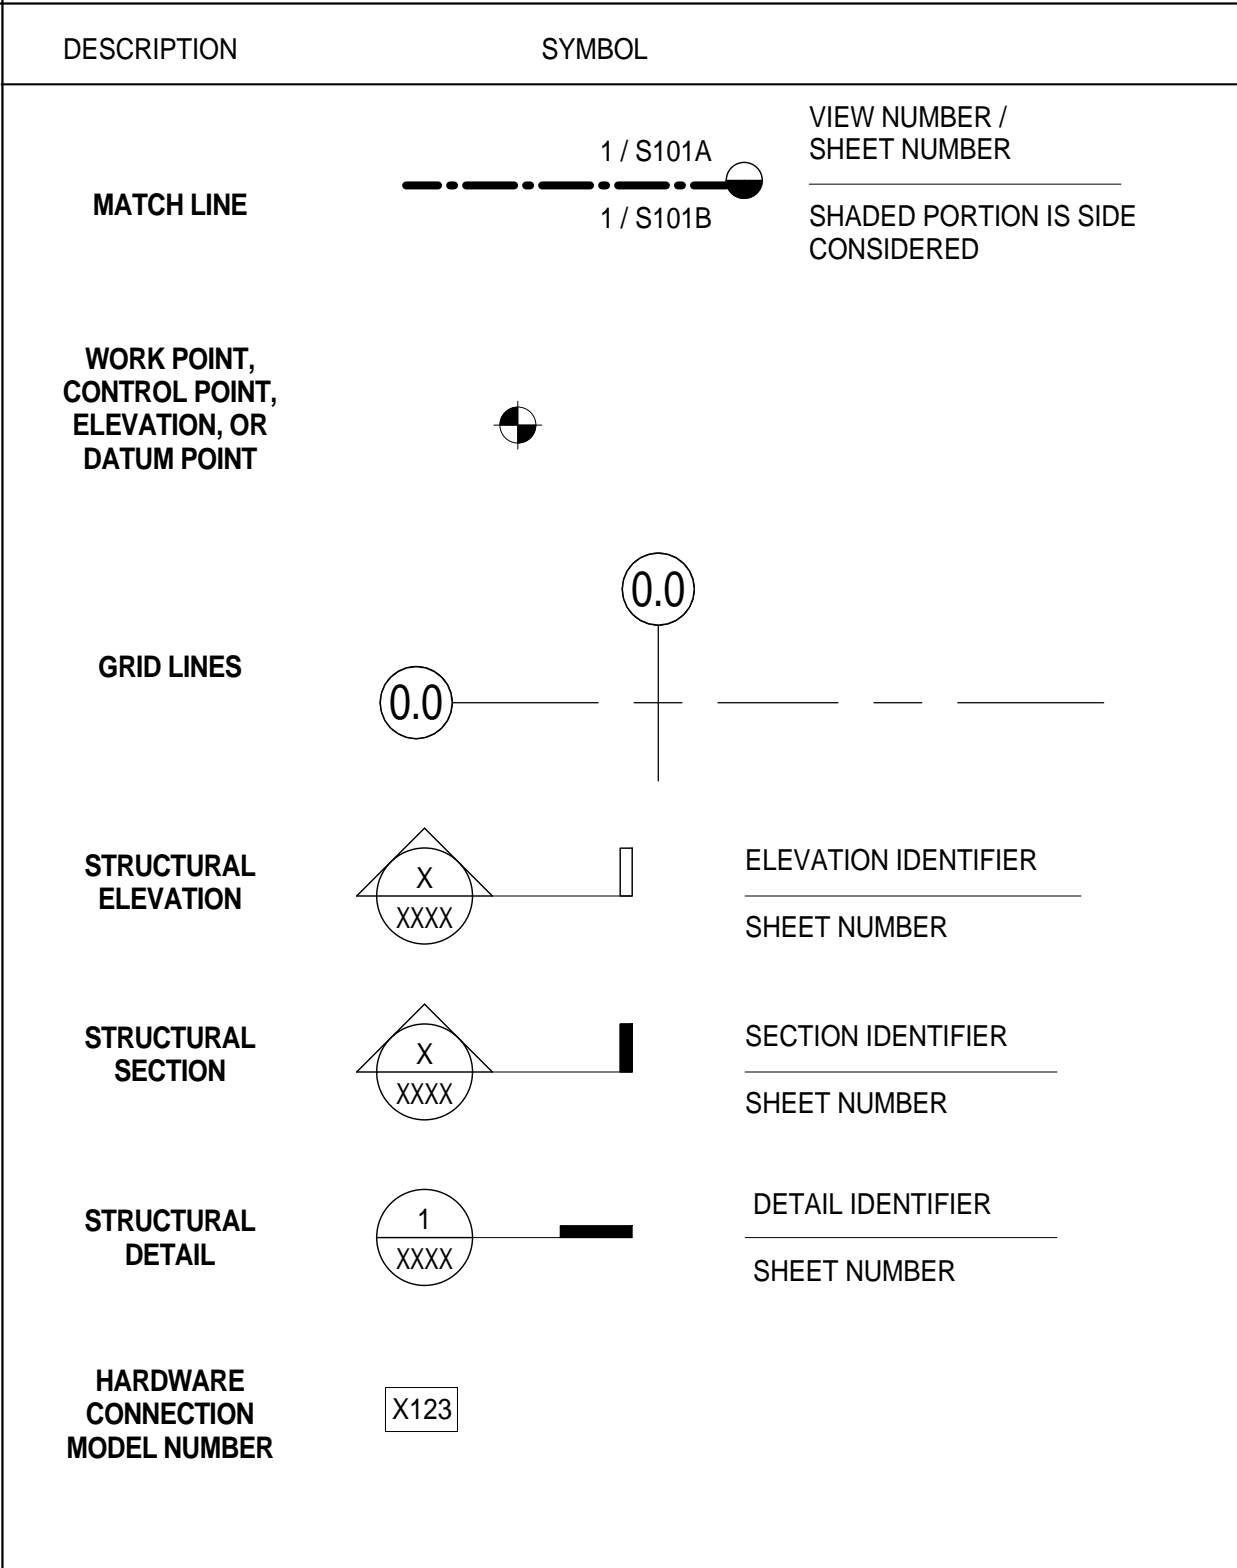 DESCRIPTION
SYMBOL
MATCH LINE
1 / S101A
1 / S101B
VIEW NUMBER /
SHEET NUMBER
SHADED PORTION IS SIDE
CONSIDERED
WORK POINT,
CONTROL POINT,
ELEVATION, OR
DATUM POINT
GRID LINES
0.0
0.0
STRUCTURAL
ELEVATION
X
XXXX
ELEVATION IDENTIFIER
SHEET NUMBER
STRUCTURAL
SECTION
X
XXXX
SECTION IDENTIFIER
SHEET NUMBER
STRUCTURAL
DETAIL
1
XXXX
DETAIL IDENTIFIER
SHEET NUMBER
HARDWARE
CONNECTION
MODEL NUMBER
X123